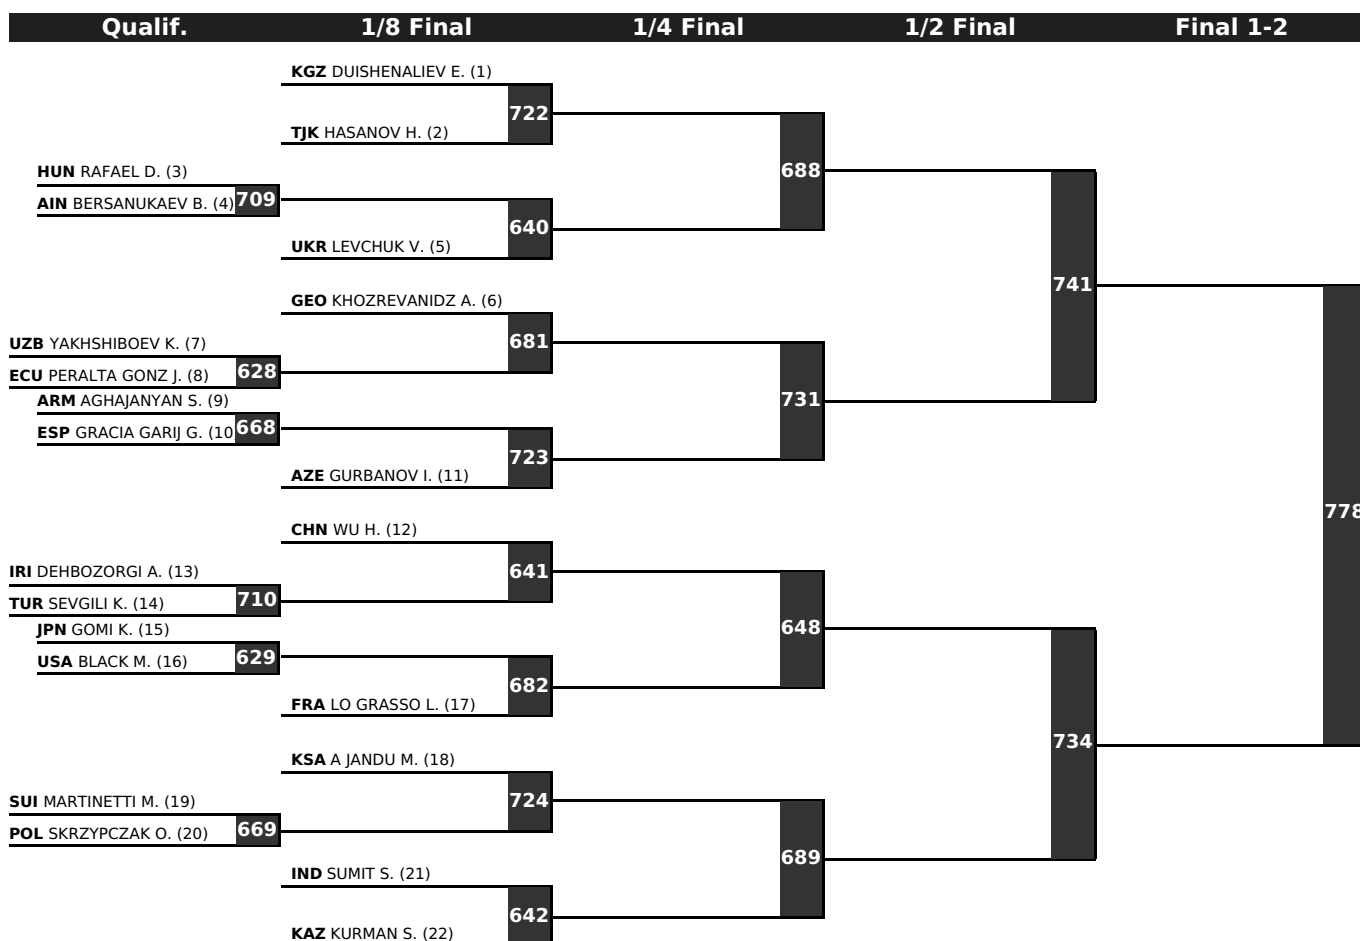 Qualif. 1/8 Final 1/4 Final 1/2 Final Final 1-2
KGZ DUISHENALIEV E. (1)
722
TJK HASANOV H. (2)
HUN RAFAEL D. (3)
688
AIN BERSANUKAEV B. (4) 709
640
UKR LEVCHUK V. (5)
741
GEO KHOZREVANIDZ A. (6)
UZB YAKHSHIBOEV K. (7)
681
ECU PERALTA GONZ J. (8) 628
ARM AGHAJANYAN S. (9)
731
ESP GRACIA GARIJ G. (10 668
723
AZE GURBANOV I. (11)
778
CHN WU H. (12)
IRI DEHBOZORGI A. (13)
641
TUR SEVGILI K. (14) 710
JPN GOMI K. (15)
648
USA BLACK M. (16) 629
682
FRA LO GRASSO L. (17)
734
KSA A JANDU M. (18)
SUI MARTINETTI M. (19)
724
POL SKRZYPCZAK O. (20) 669
689
IND SUMIT S. (21)
642
KAZ KURMAN S. (22)